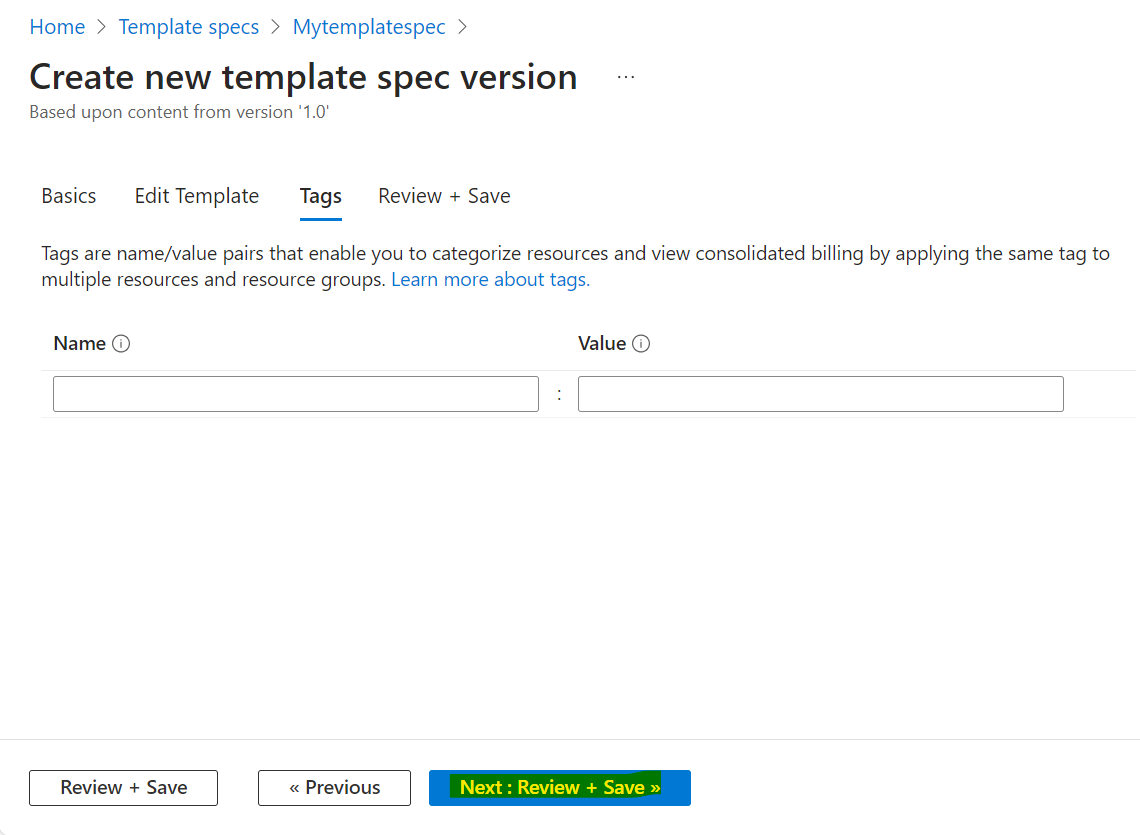 Home > Template specs > Mytemplatespec >
Create new template spec version ...
Based upon content from version '1.0'
Basics Edit Template Tags Review + Save
Tags are name/value pairs that enable you to categorize resources and view consolidated billing by applying the same tag to
multiple resources and resource groups. Learn more about tags.
Name Value
:
Review + Save « Previous Next : Review + Save »